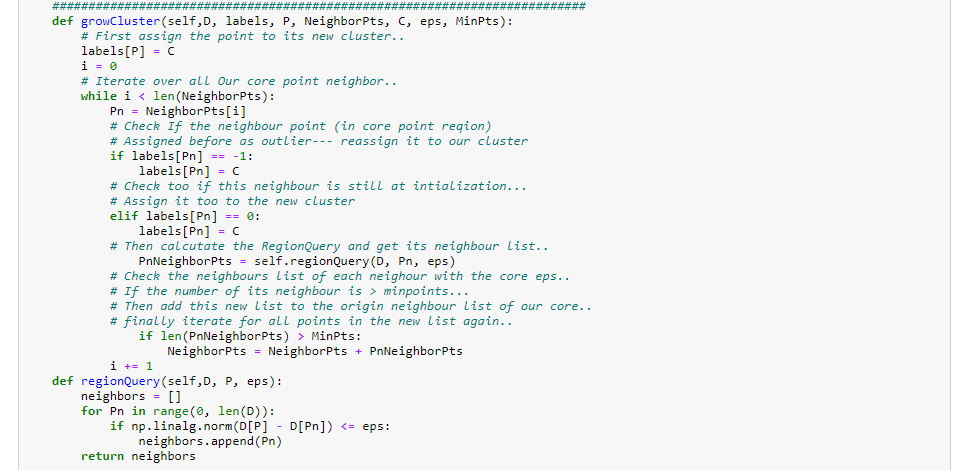 #########################################################################
def growCluster(self,D, labels, P, NeighborPts, C, eps, MinPts):
# First assign the point to its new cluster..
labels[P] = C
i = 0
# Iterate over all Our core point neighbor..
while i < len(NeighborPts):
Pn = NeighborPts[i]
# Check If the neighbour point (in core point region)
# Assigned before as outlier--- reassign it to our cluster
if labels[Pn] == -1:
labels[Pn] = C
# Check too if this neighbour is still at intialization...
# Assign it too to the new cluster
elif labels[Pn] == 0:
labels[Pn] = C
# Then calcutate the RegionQuery and get its neighbour list..
PnNeighborPts = self.regionQuery(D, Pn, eps)
# Check the neighbours list of each neighour with the core eps..
# If the number of its neighbour is > minpoints...
# Then add this new list to the origin neighbour list of our core..
# finally iterate for all points in the new list again..
if len(PnNeighborPts) > MinPts:
NeighborPts = NeighborPts + PnNeighborPts
i += 1
def regionQuery(self,D, P, eps):
neighbors = []
for Pn in range(0, len(D)):
if np.linalg.norm(D[P] - D[Pn]) <= eps:
neighbors.append(Pn)
return neighbors